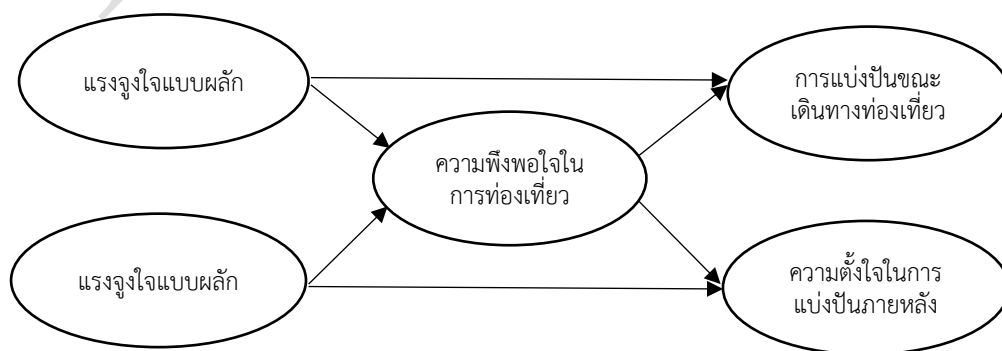 แรงจูงใจแบบผลัก
การแบ่งปันขณะ
เดินทางท่องเที่ยว
ความพึงพอใจใน
การท่องเที่ยว
แรงจูงใจแบบผลัก
ความตั้งใจในการ
แบ่งปันภายหลัง